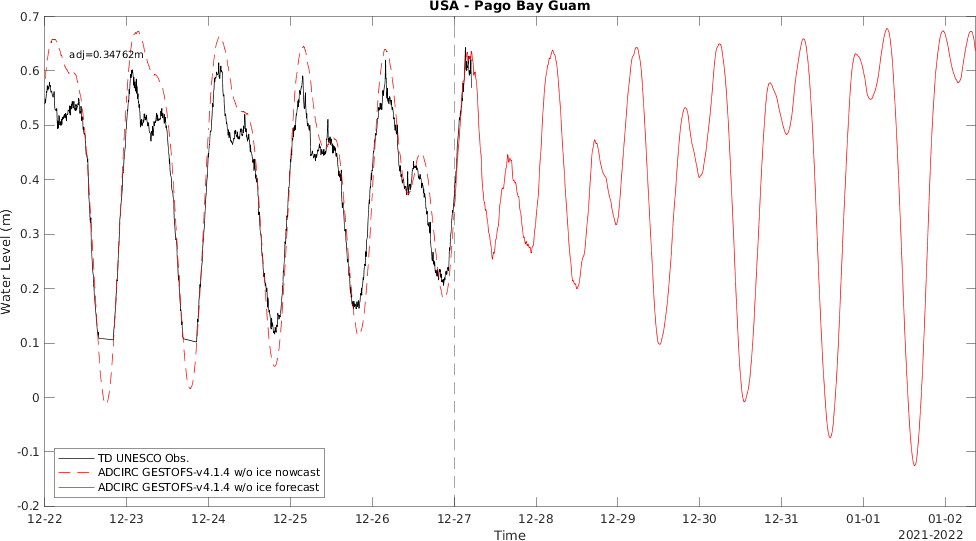 USA - Pago Bay Guam
adj=0.34762m
0.7
0.6
0.5
0.4
0.3
0.2
0.1
0
-0.1
-0.2
Water Level (m)
TD UNESCO Obs.
ADCIRC GESTOFS-v4.1.4 w/o ice nowcast
ADCIRC GESTOFS-v4.1.4 w/o ice forecast
12-22 12-23 12-24 12-25 12-26 12-27 12-28 12-29 12-30 12-31 01-01 01-02
Time
2021-2022